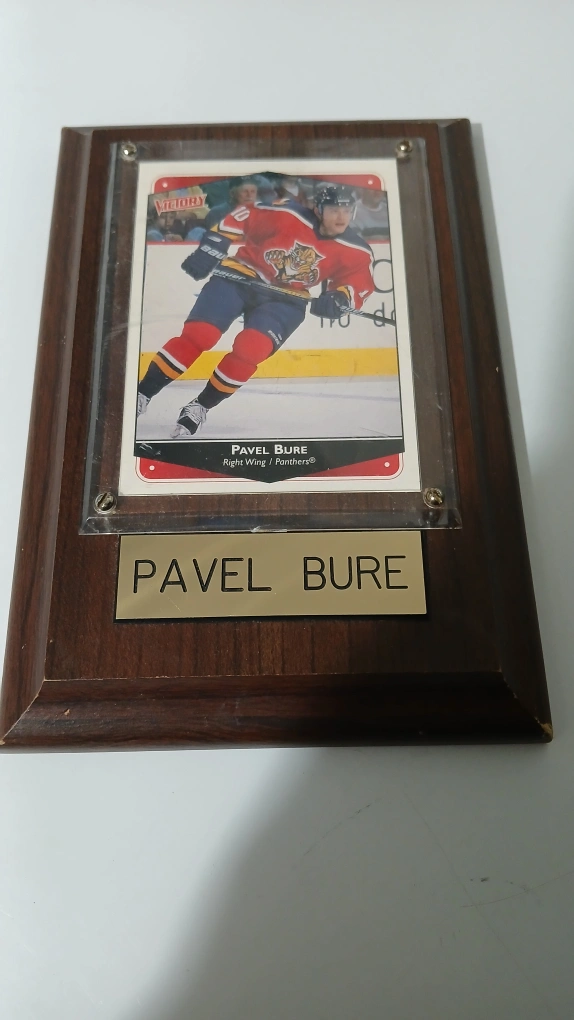 VICTORY
10
PAVEL BURE
Right Wing / Panthers®
PAVEL BURE